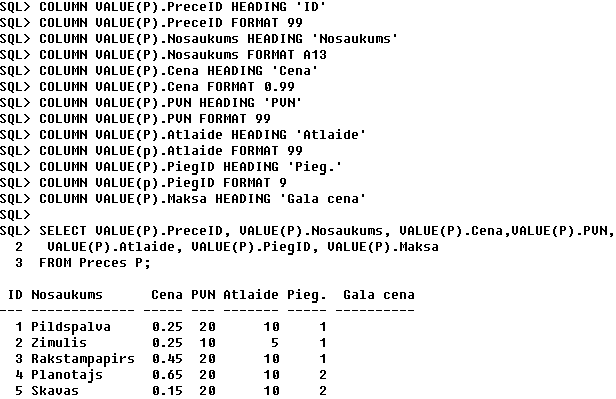 SQL> COLUMN VALUE(P).PreceID HEADING 'ID'
SQL> COLUMN VALUE(P).PreceID FORMAT 99
SQL> COLUMN VALUE(P).Nosaukums HEADING 'Nosaukums'
SQL> COLUMN VALUE(P).Nosaukums FORMAT A13
SQL> COLUMN VALUE(P).Cena HEADING 'Cena'
SQL> COLUMN VALUE(P).Cena FORMAT 0.99
SQL> COLUMN VALUE(P).PVN HEADING 'PVN'
SQL> COLUMN VALUE(P).PVN FORMAT 99
SQL> COLUMN VALUE(P).Atlaide HEADING 'Atlaide'
SQL> COLUMN VALUE(p).Atlaide FORMAT 99
SQL> COLUMN VALUE(P).PiegID HEADING 'Pieg.'
SQL> COLUMN VALUE(p).PiegID FORMAT 9
SQL> COLUMN VALUE(P).Maksa HEADING 'Gala cena'
SQL>
SQL> SELECT VALUE(P).PreceID, VALUE(P).Nosaukums, VALUE(P).Cena,VALUE(P).PVN,
2 VALUE(P).Atlaide, VALUE(P).PiegID, VALUE(P).Maksa
3 FROM Preces P;
ID Nosaukums Cena PVN Atlaide Pieg. Gala cena
--- ------------- ----- --- ------- ----- ----------
1 Pildspalva 0.25 20 10 1
2 Zimulis 0.25 10 5 1
3 Rakstampapirs 0.45 20 10 1
4 Planotajs 0.65 20 10 2
5 Skavas 0.15 20 10 2